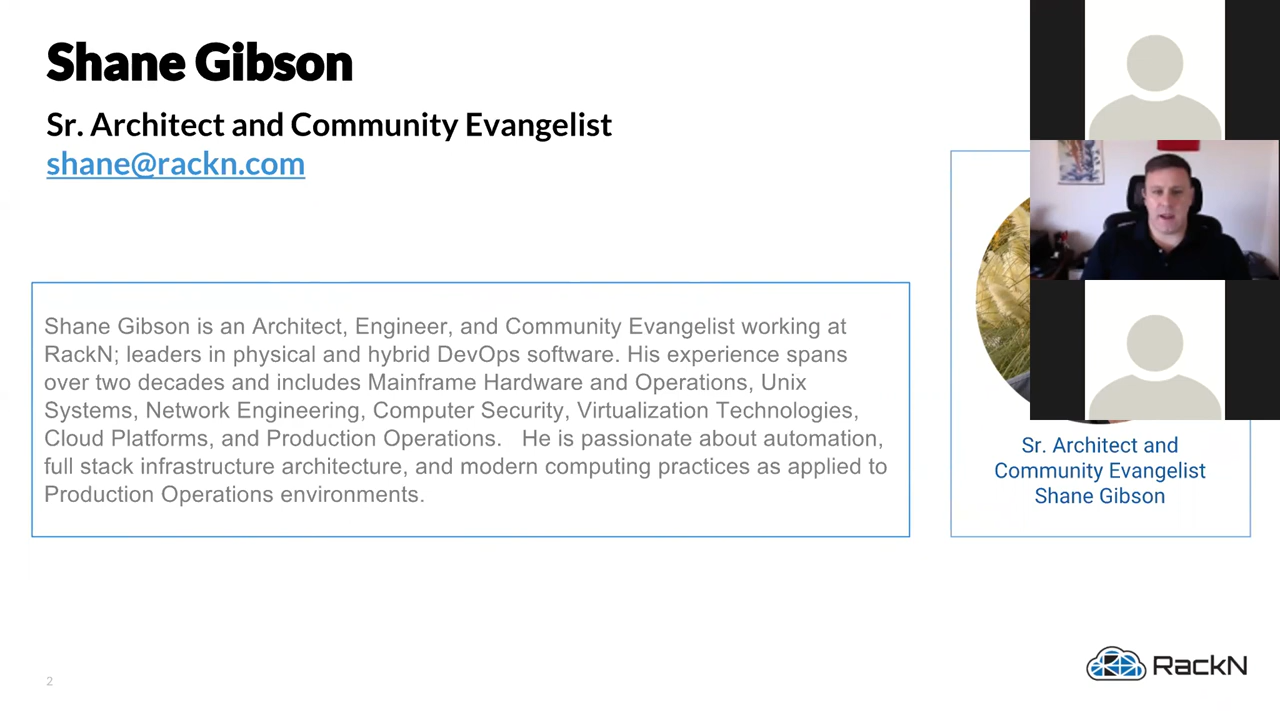 Shane Gibson
Sr. Architect and Community Evangelist
shane@rackn.com
Shane Gibson is an Architect, Engineer, and Community Evangelist working at
RackN; leaders in physical and hybrid DevOps software. His experience spans
over two decades and includes Mainframe Hardware and Operations, Unix
Systems, Network Engineering, Computer Security, Virtualization Technologies,
Cloud Platforms, and Production Operations.   He is passionate about automation,
full stack infrastructure architecture, and modern computing practices as applied to
Production Operations environments.
Sr. Architect and
Community Evangelist
Shane Gibson
2
RackN